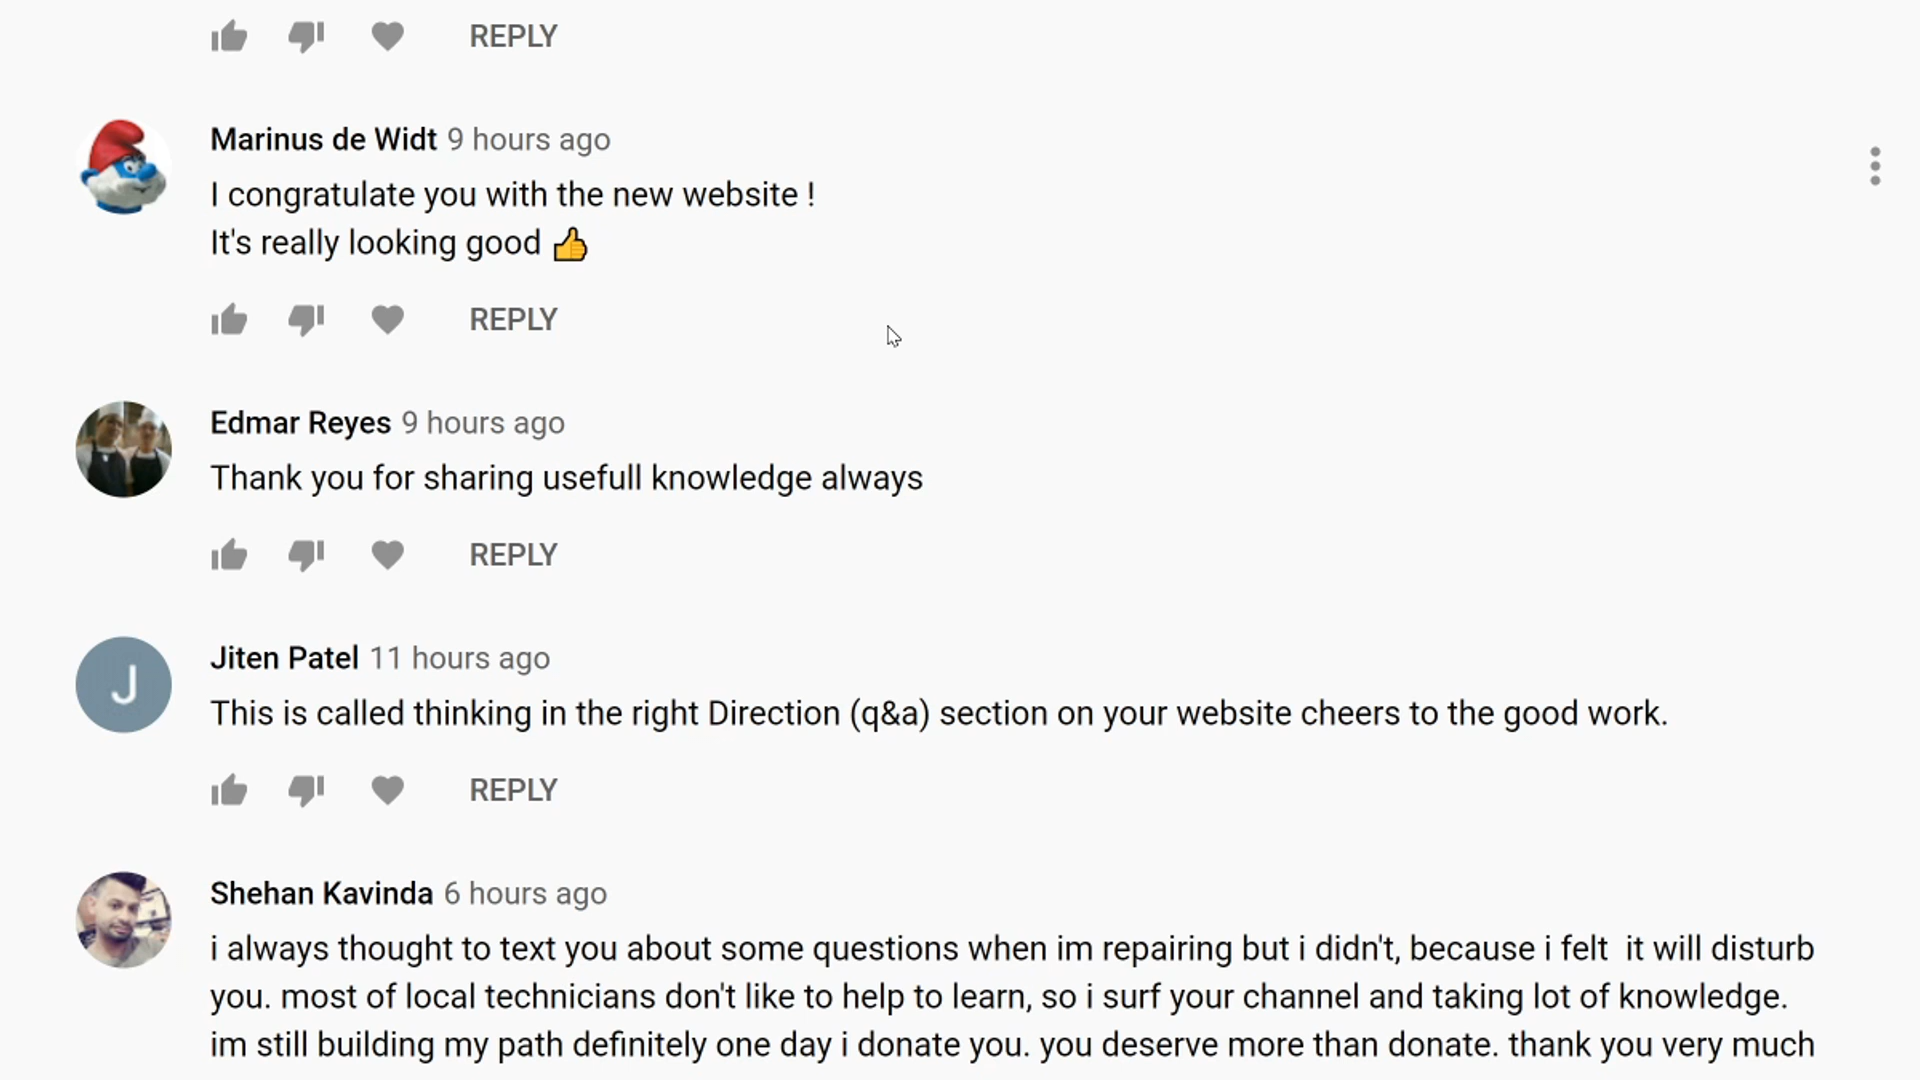 REPLY
Marinus de Widt 9 hours ago
I congratulate you with the new website !
It's really looking good 👍
REPLY
Edmar Reyes 9 hours ago
Thank you for sharing usefull knowledge always
REPLY
J
Jiten Patel 11 hours ago
This is called thinking in the right Direction (q&a) section on your website cheers to the good work.
REPLY
Shehan Kavinda 6 hours ago
i always thought to text you about some questions when im repairing but i didn't, because i felt  it will disturb
you. most of local technicians don't like to help to learn, so i surf your channel and taking lot of knowledge.
im still building my path definitely one day i donate you. you deserve more than donate. thank you very much